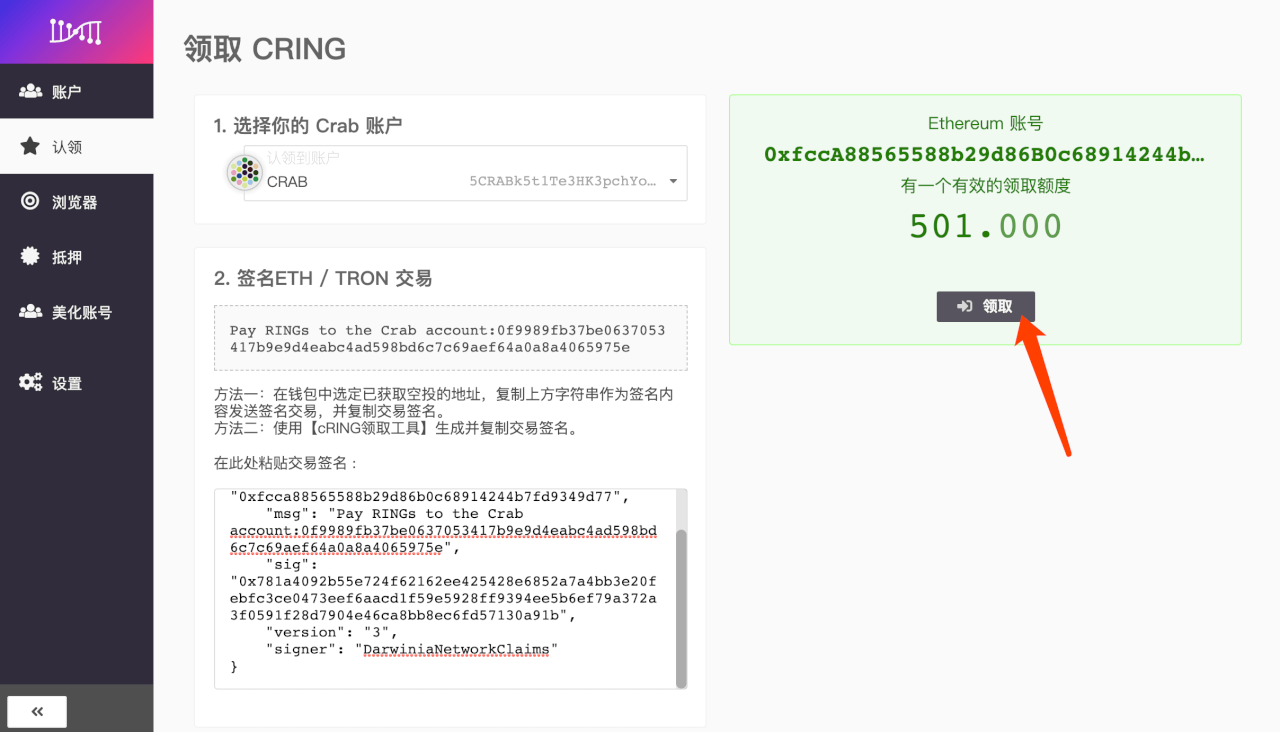 账户
认领
浏览器
抵押
美化账号
设置
领取 CRING
1. 选择你的 Crab 账户
认领到账户
CRAB
5CRABk5t1Te3HK3pchYo…
2. 签名ETH / TRON 交易
Pay RINGs to the Crab account:0f9989fb37be0637053
417b9e9d4eabc4ad598bd6c7c69aef64a0a8a4065975e
方法一：在钱包中选定已获取空投的地址，复制上方字符串作为签名内
容发送签名交易，并复制交易签名。
方法二：使用【cRING领取工具】生成并复制交易签名。
在此处粘贴交易签名：
"0xfcca88565588b29d86b0c68914244b7fd9349d77",
"msg": "Pay RINGs to the Crab
account:0f9989fb37be0637053417b9e9d4eabc4ad598bd
6c7c69aef64a0a8a4065975e",
"sig":
"0x781a4092b55e724f62162ee425428e6852a7a4bb3e20f
ebfc3ce0473eef6aacd1f59e5928ff9394ee5b6ef79a372a
3f0591f28d7904e46ca8bb8ec6fd57130a91b",
"version": "3",
"signer": "DarwiniaNetworkClaims"
}
Ethereum 账号
0xfccA88565588b29d86B0c68914244b…
有一个有效的领取额度
501.000
领取